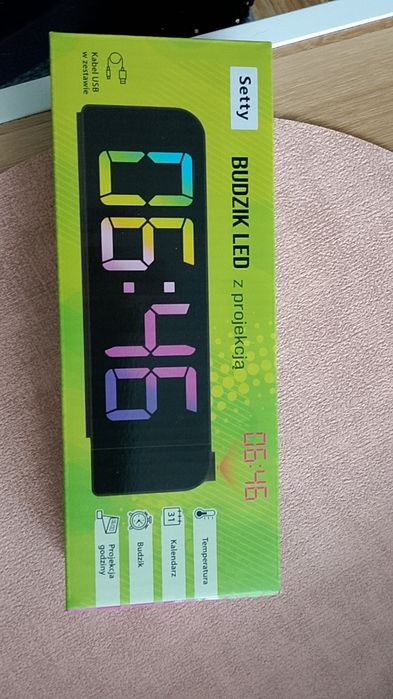 Setty
BUDZIK LED
z projekcją
06:46
06:46
Kabel USB
w zestawie
Temperatura
31
Kalendarz
Budzik
Projekcja
godziny